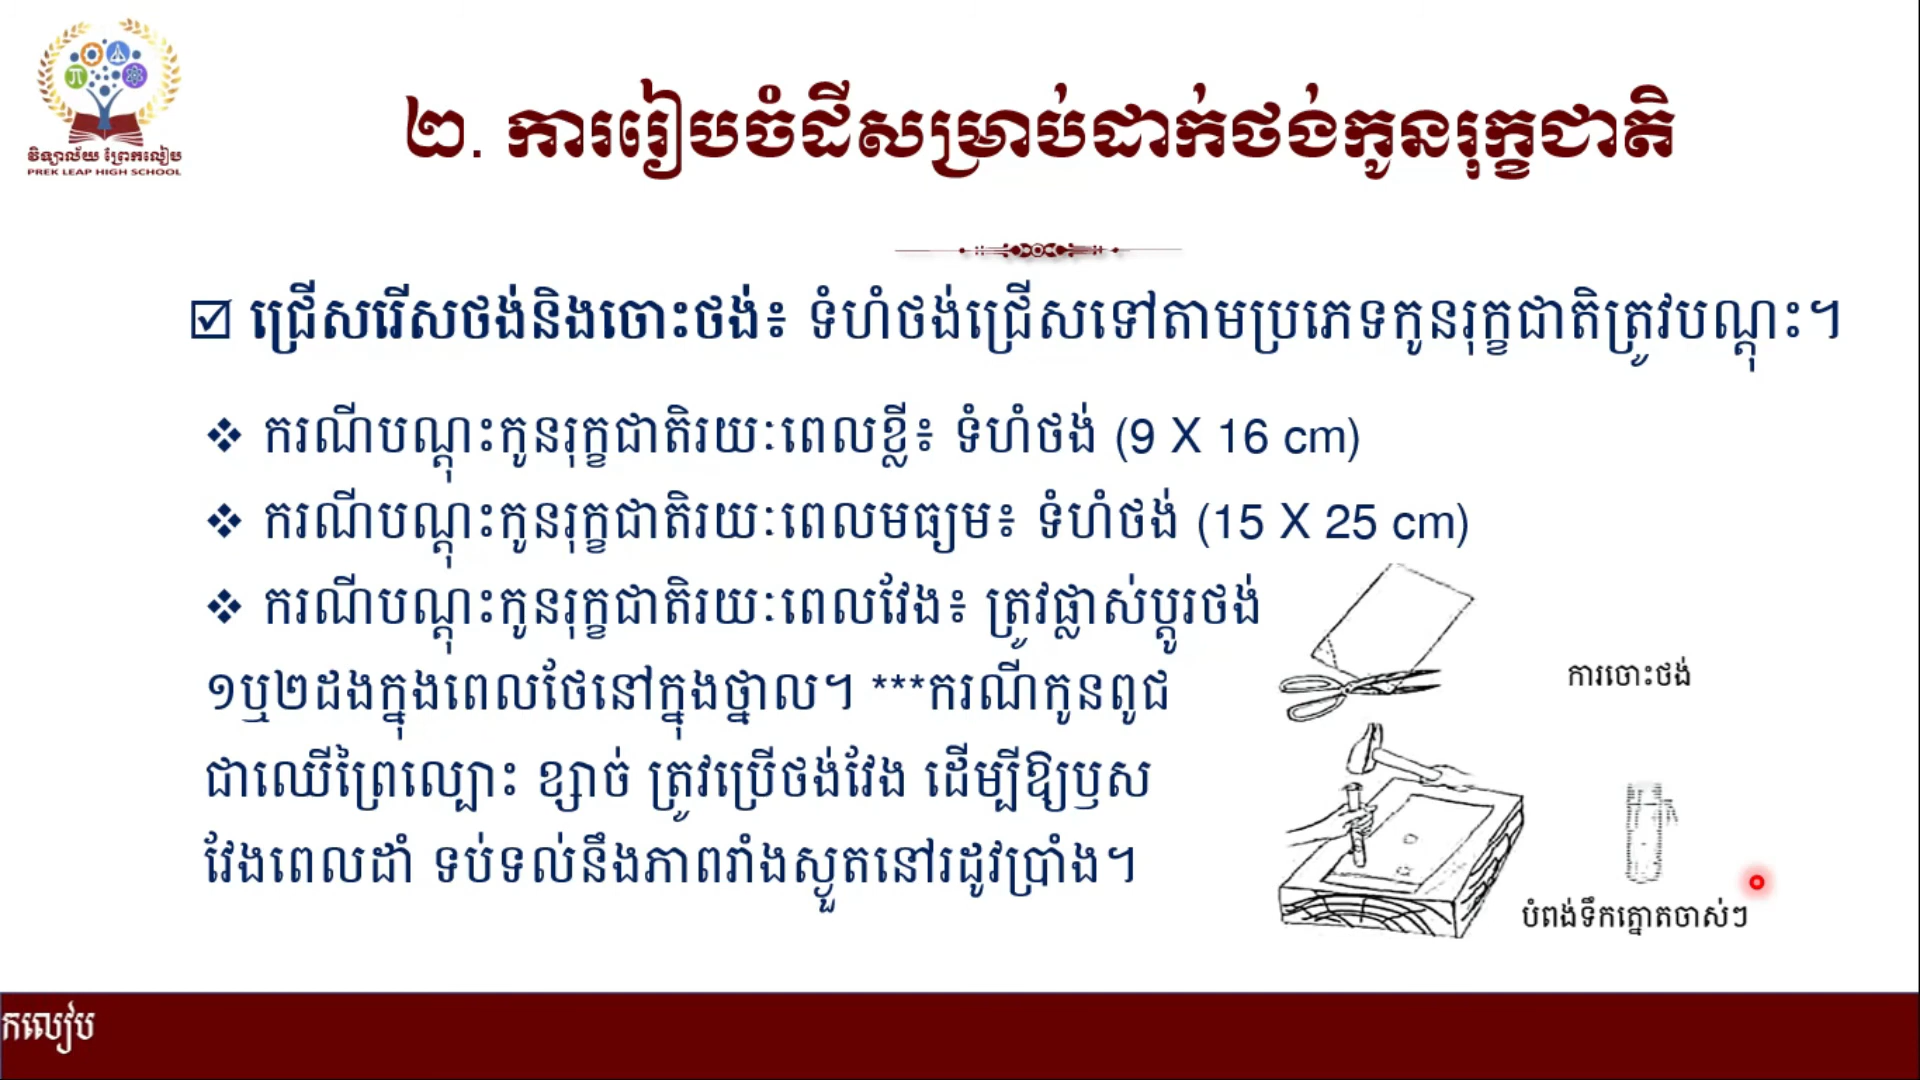 វិទ្យាល័យ ព្រែកលៀប
PREK LEAP HIGH SCHOOL
២. ការរៀបចំដីសម្រាប់ដាក់ថង់កូនរុក្ខជាតិ
☑ ជ្រើសរើសថង់និងចោះថង់៖ ទំហំថង់ជ្រើសទៅតាមប្រភេទកូនរុក្ខជាតិត្រូវបណ្តុះ។
❖ ករណីបណ្តុះកូនរុក្ខជាតិរយៈពេលខ្លី៖ ទំហំថង់ (9 X 16 cm)
❖ ករណីបណ្តុះកូនរុក្ខជាតិរយៈពេលមធ្យម៖ ទំហំថង់ (15 X 25 cm)
❖ ករណីបណ្តុះកូនរុក្ខជាតិរយៈពេលវែង៖ ត្រូវផ្លាស់ប្តូរថង់
១ឬ២ដងក្នុងពេលថែនៅក្នុងថ្នាល។ ***ករណីកូនពូជ
ជាឈើព្រៃល្បោះ ខ្សាច់ ត្រូវប្រើថង់វែង ដើម្បីឱ្យឫស
វែងពេលដាំ ទប់ទល់នឹងភាពរាំងស្ងួតនៅរដូវប្រាំង។
ការចោះថង់
បំពង់ទឹកត្នោតចាស់ៗ
កលៀប